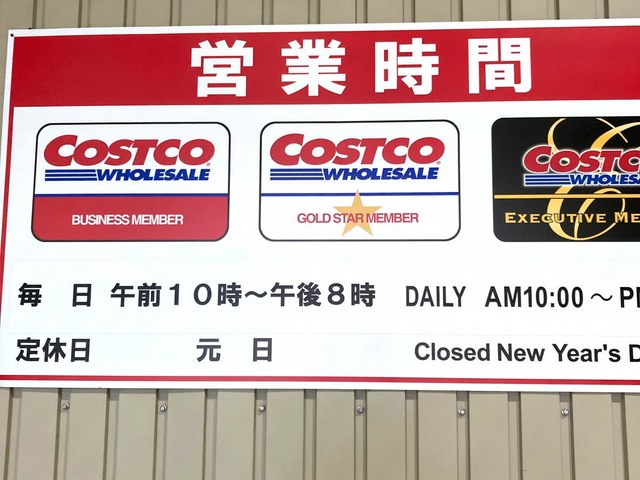 営業時間
COSTCO WHOLESALE
BUSINESS MEMBER
COSTCO WHOLESALE
GOLD STAR MEMBER
COSTCO WHOLESALE
EXECUTIVE ME
毎 日 午前10時〜午後8時 DAILY AM10:00 〜 P
定休日 元 日 Closed New Year's D